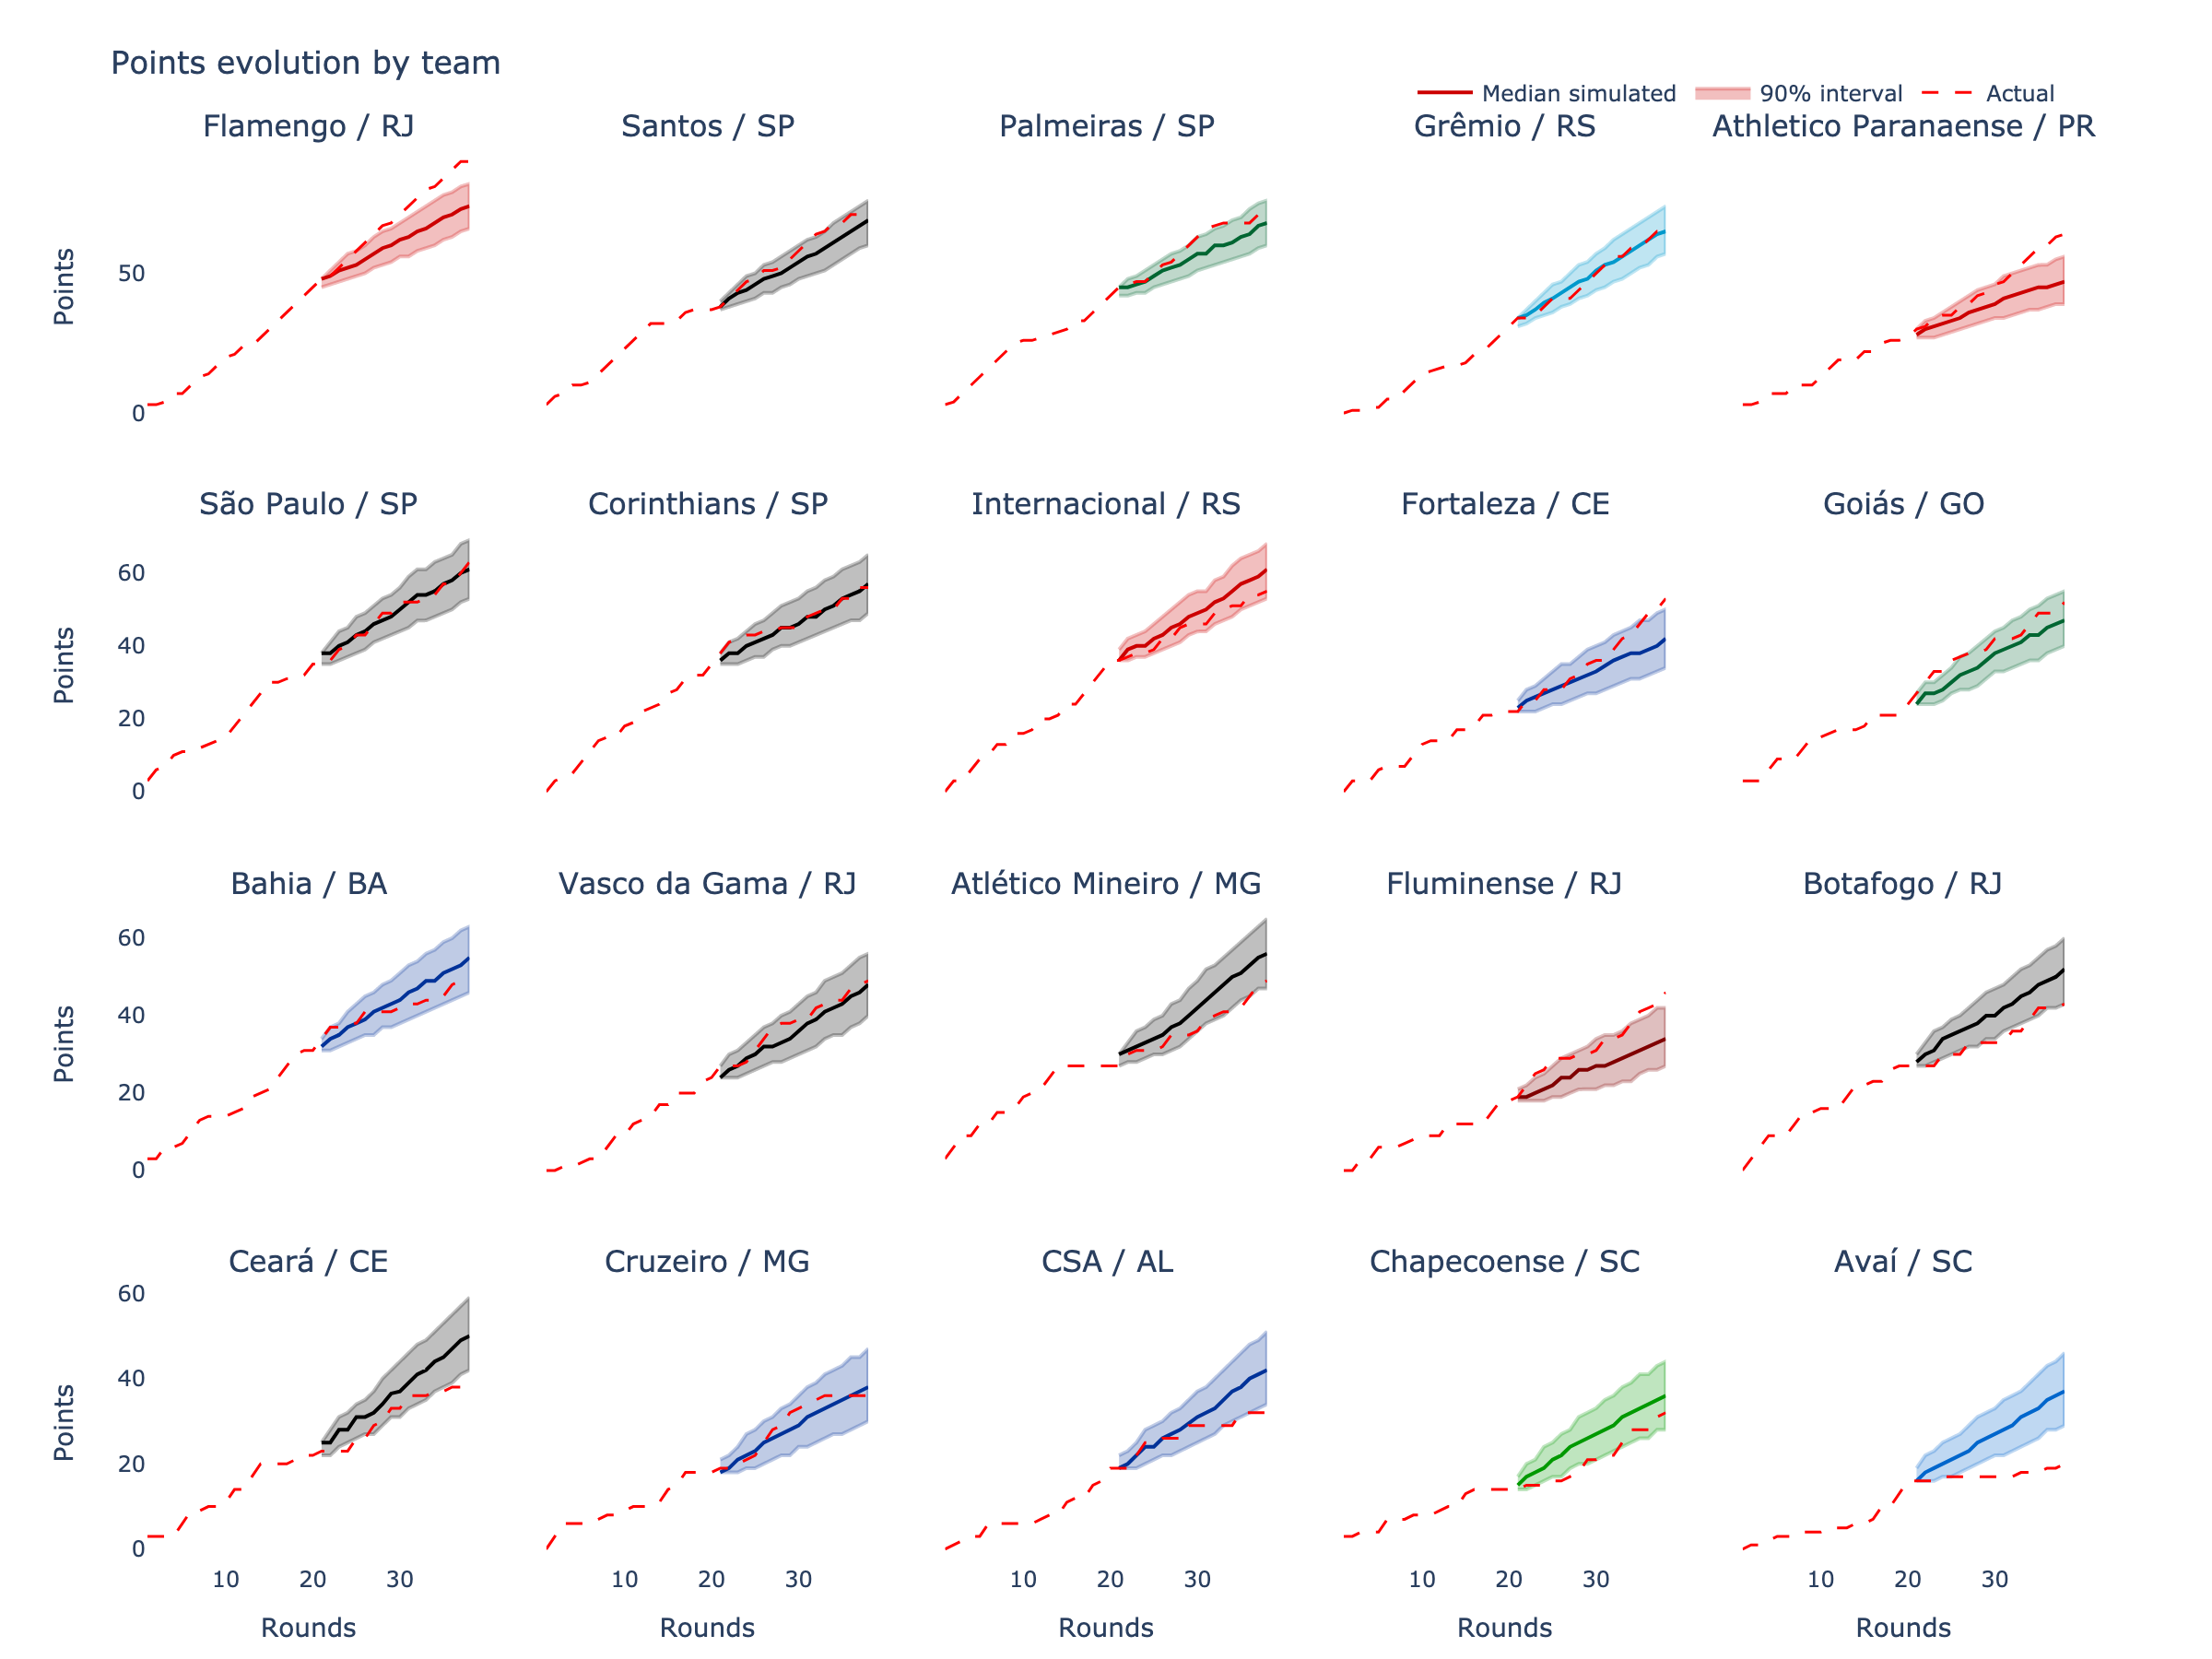 Points evolution by team
Median simulated 90% interval Actual
Flamengo / RJ Santos / SP Palmeiras / SP Grêmio / RS Athletico Paranaense / PR
Points
50
0
São Paulo / SP Corinthians / SP Internacional / RS Fortaleza / CE Goiás / GO
Points
60
40
20
0
Bahia / BA Vasco da Gama / RJ Atlético Mineiro / MG Fluminense / RJ Botafogo / RJ
Points
60
40
20
0
Ceará / CE Cruzeiro / MG CSA / AL Chapecoense / SC Avaí / SC
Points
60
40
20
0
10 20 30 10 20 30 10 20 30 10 20 30 10 20 30
Rounds Rounds Rounds Rounds Rounds